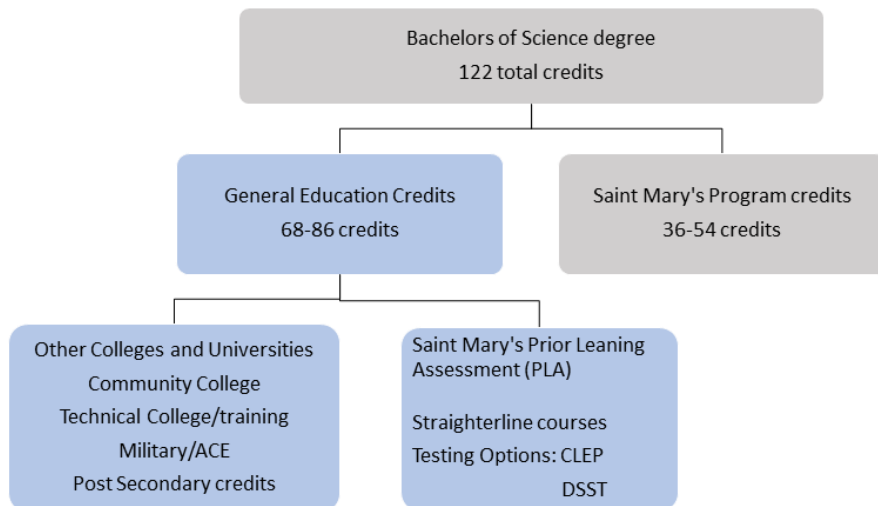 Bachelors of Science degree
122 total credits
General Education Credits
68-86 credits
Saint Mary's Program credits
36-54 credits
Other Colleges and Universities
Community College
Technical College/training
Military/ACE
Post Secondary credits
Saint Mary's Prior Leaning
Assessment (PLA)
Straighterline courses
Testing Options: CLEP
DSST